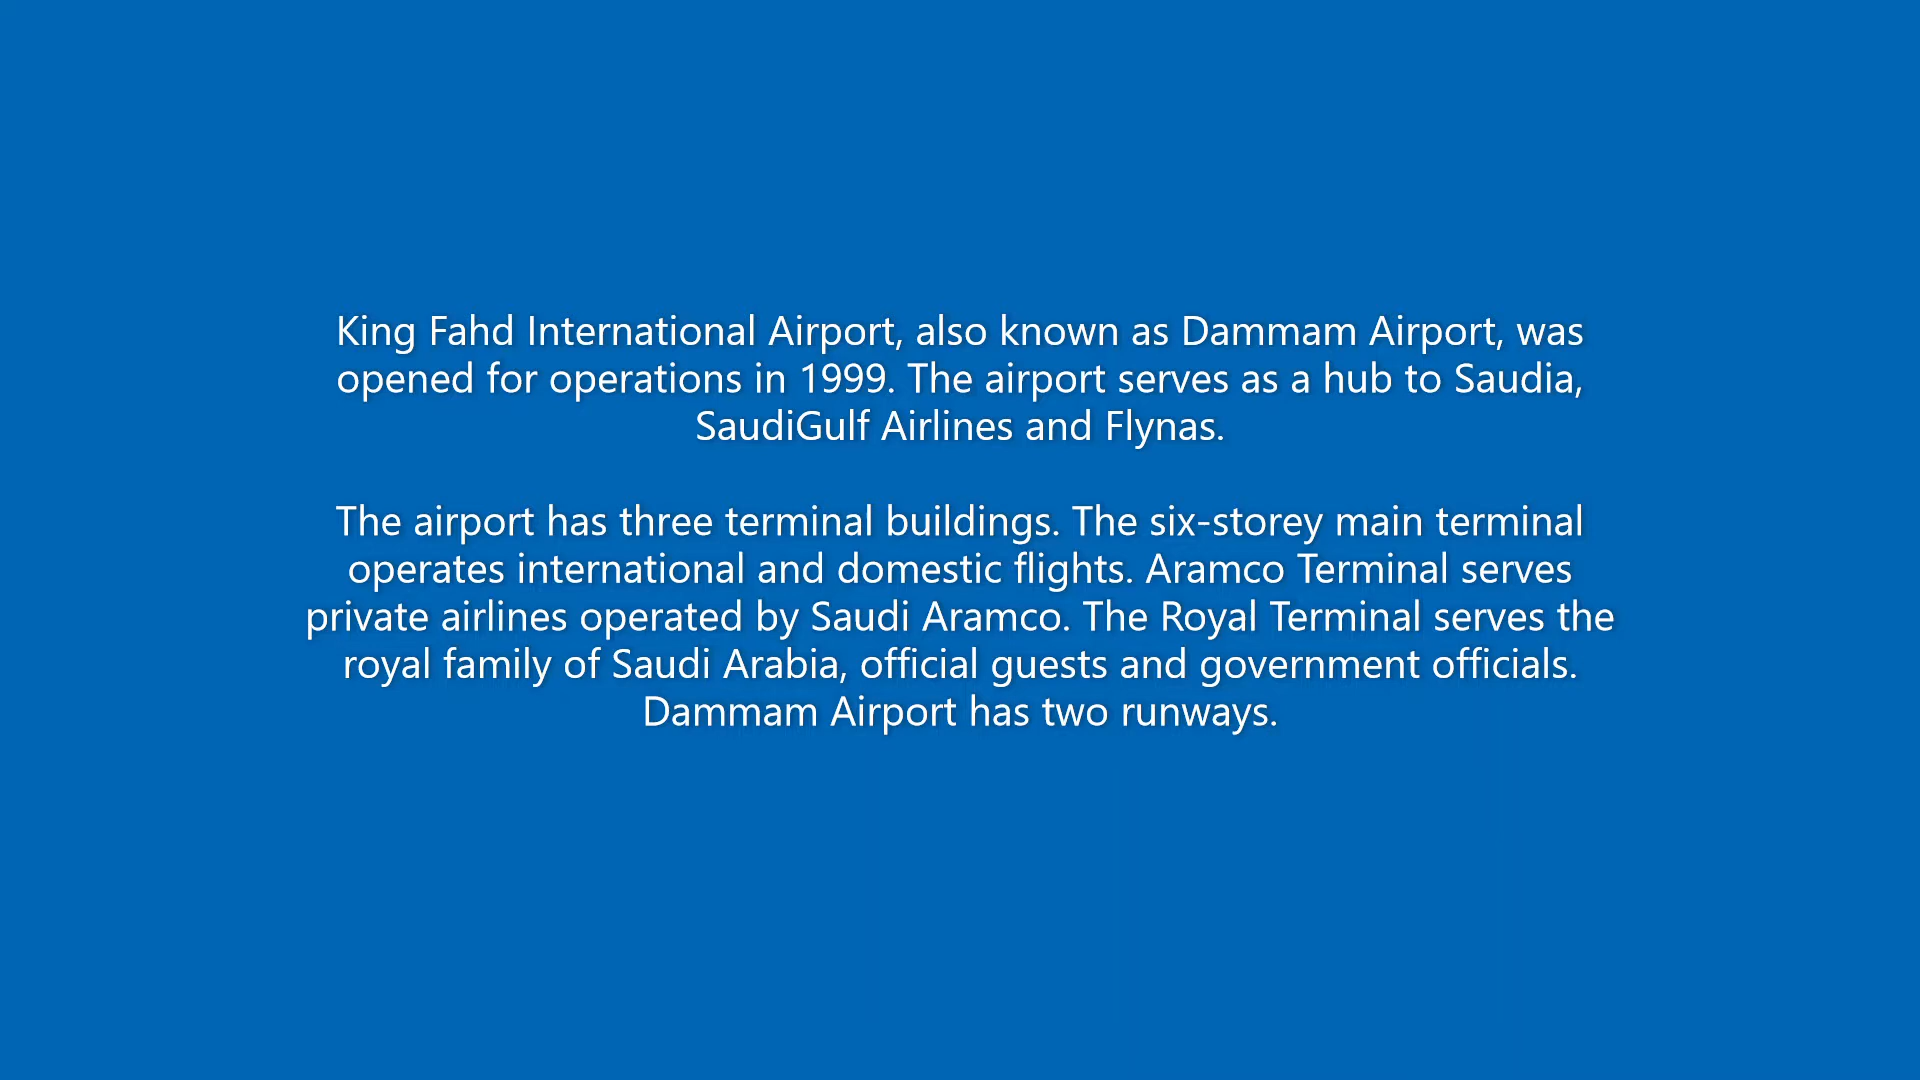 King Fahd International Airport, also known as Dammam Airport, was
opened for operations in 1999. The airport serves as a hub to Saudia,
SaudiGulf Airlines and Flynas.
The airport has three terminal buildings. The six-storey main terminal
operates international and domestic flights. Aramco Terminal serves
private airlines operated by Saudi Aramco. The Royal Terminal serves the
royal family of Saudi Arabia, official guests and government officials.
Dammam Airport has two runways.